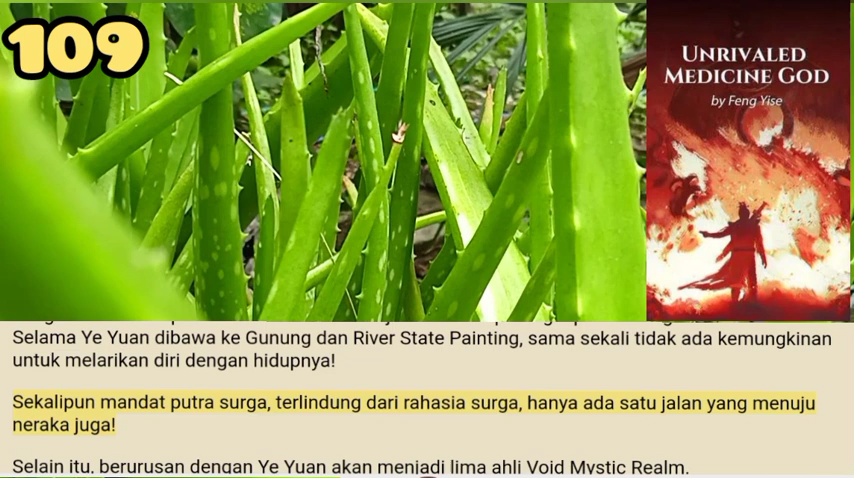 109
UNRIVALED
MEDICINE GOD
by Feng Yise
Selama Ye Yuan dibawa ke Gunung dan River State Painting, sama sekali tidak ada kemungkinan
untuk melarikan diri dengan hidupnya!
Sekalipun mandat putra surga, terlindung dari rahasia surga, hanya ada satu jalan yang menuju
neraka juga!
Selain itu, berurusan dengan Ye Yuan akan menjadi lima ahli Void Mystic Realm.